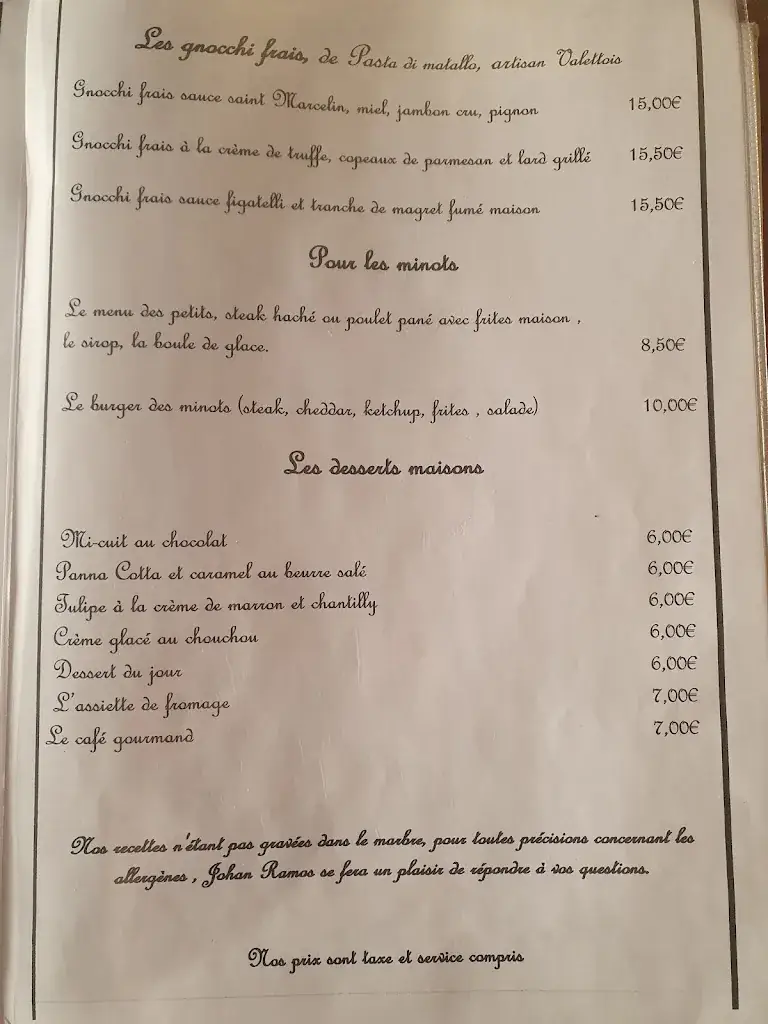 Les gnocchi frais, de Pasta di matallo, artisan Valettois
Gnocchi frais sauce saint Marcelin, miel, jambon cru, pignon 15,00€
Gnocchi frais à la crème de truffe, copeaux de parmesan et lard grillé 15,50€
Gnocchi frais sauce figatelli et tranche de magret fumé maison 15,50€
Pour les minots
Le menu des petits, steak haché ou poulet pané avec frites maison ,
le sirop, la boule de glace. 8,50€
Le burger des minots (steak, cheddar, ketchup, frites , salade) 10,00€
Les desserts maisons
Mi-cuit au chocolat 6,00€
Panna Cotta et caramel au beurre salé 6,00€
Tulipe à la crème de marron et chantilly 6,00€
Crème glacé au chouchou 6,00€
Dessert du jour 6,00€
L'assiette de fromage 7,00€
Le café gourmand 7,00€
Nos recettes n'étant pas gravées dans le marbre, pour toutes précisions concernant les
allergènes , Johan Ramos se fera un plaisir de répondre à vos questions.
Nos prix sont taxe et service compris